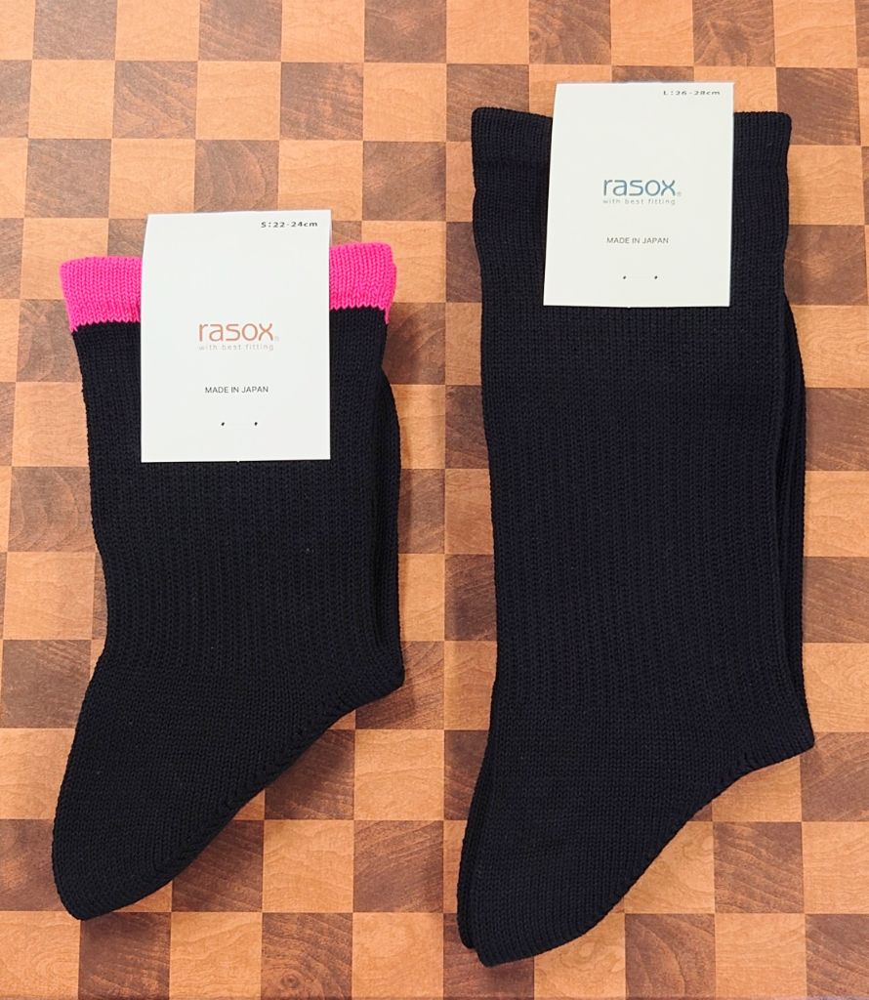 S:22-24cm
rasox®
with best fitting
MADE IN JAPAN
L:26-28cm
rasox®
with best fitting
MADE IN JAPAN